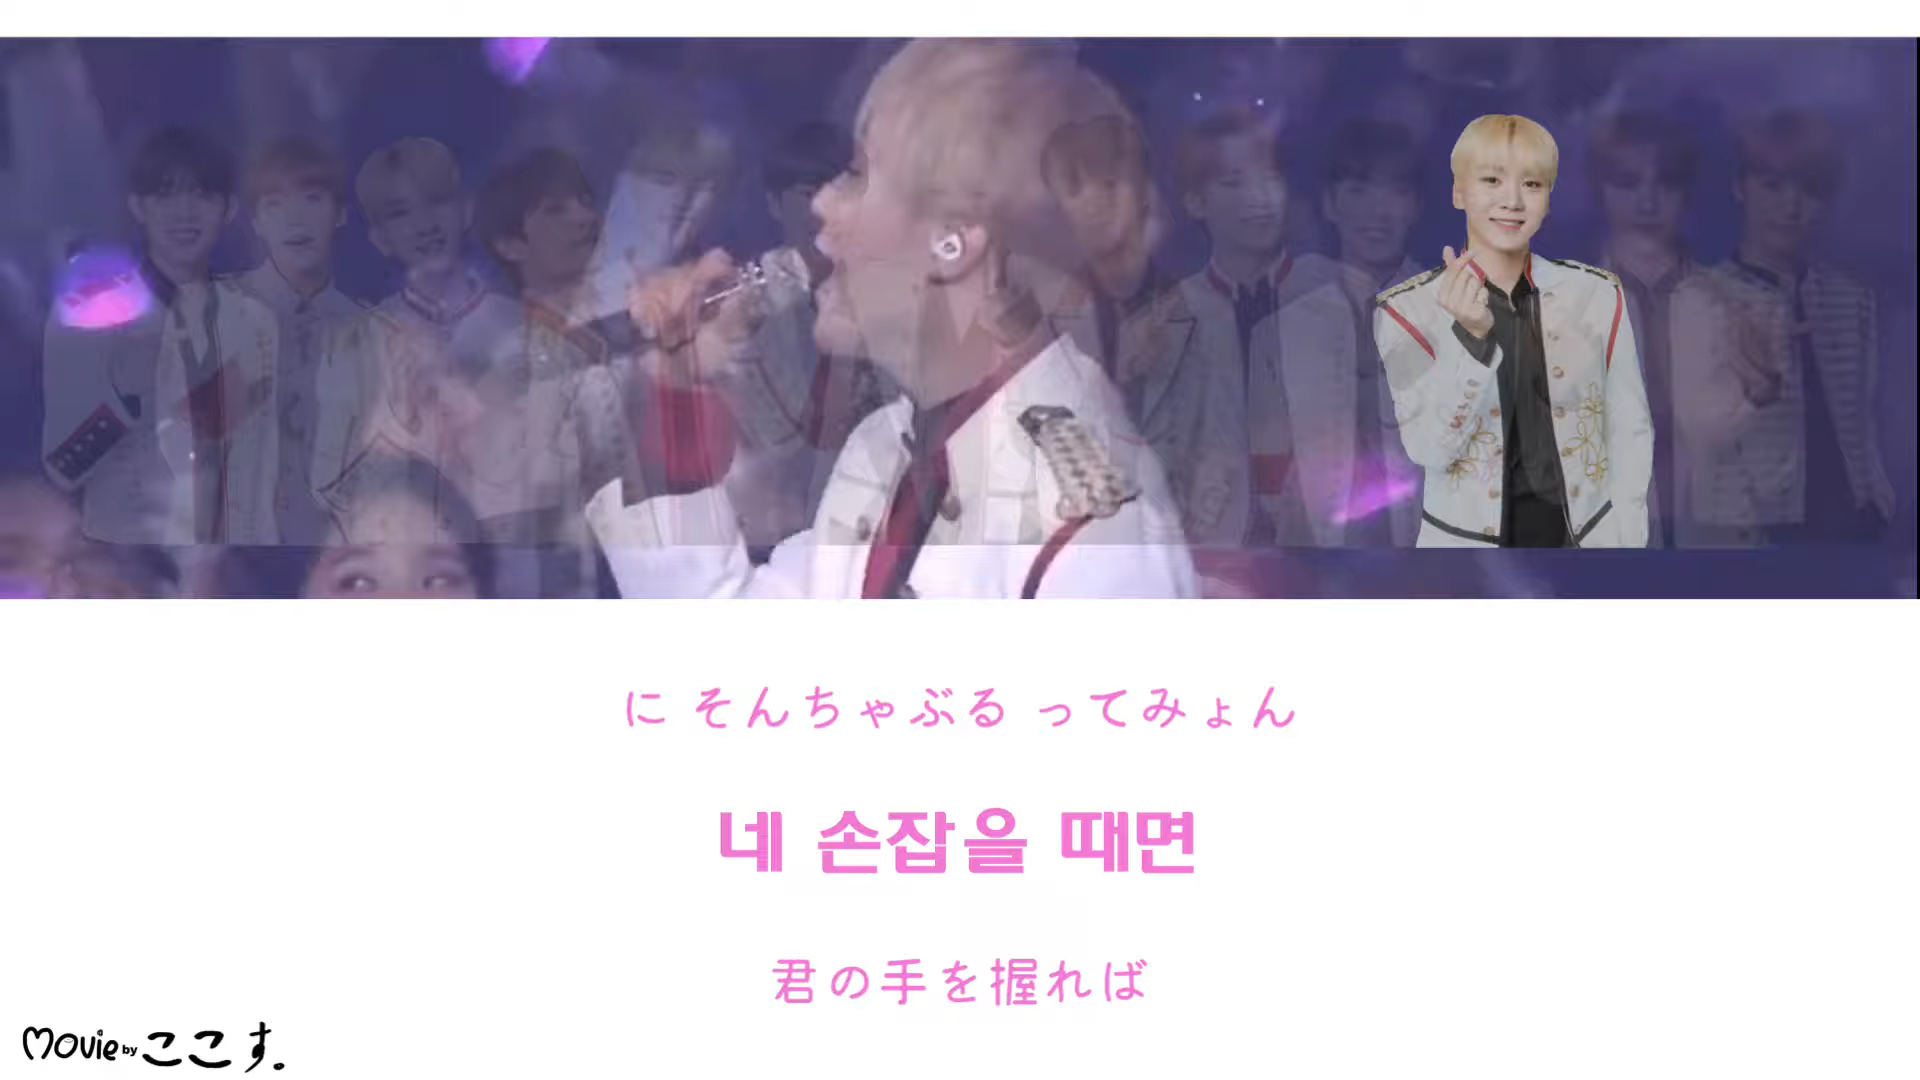 に そんちゃぶる ってみょん
네 손잡을 때면
君の手を握れば
movie by ここす.